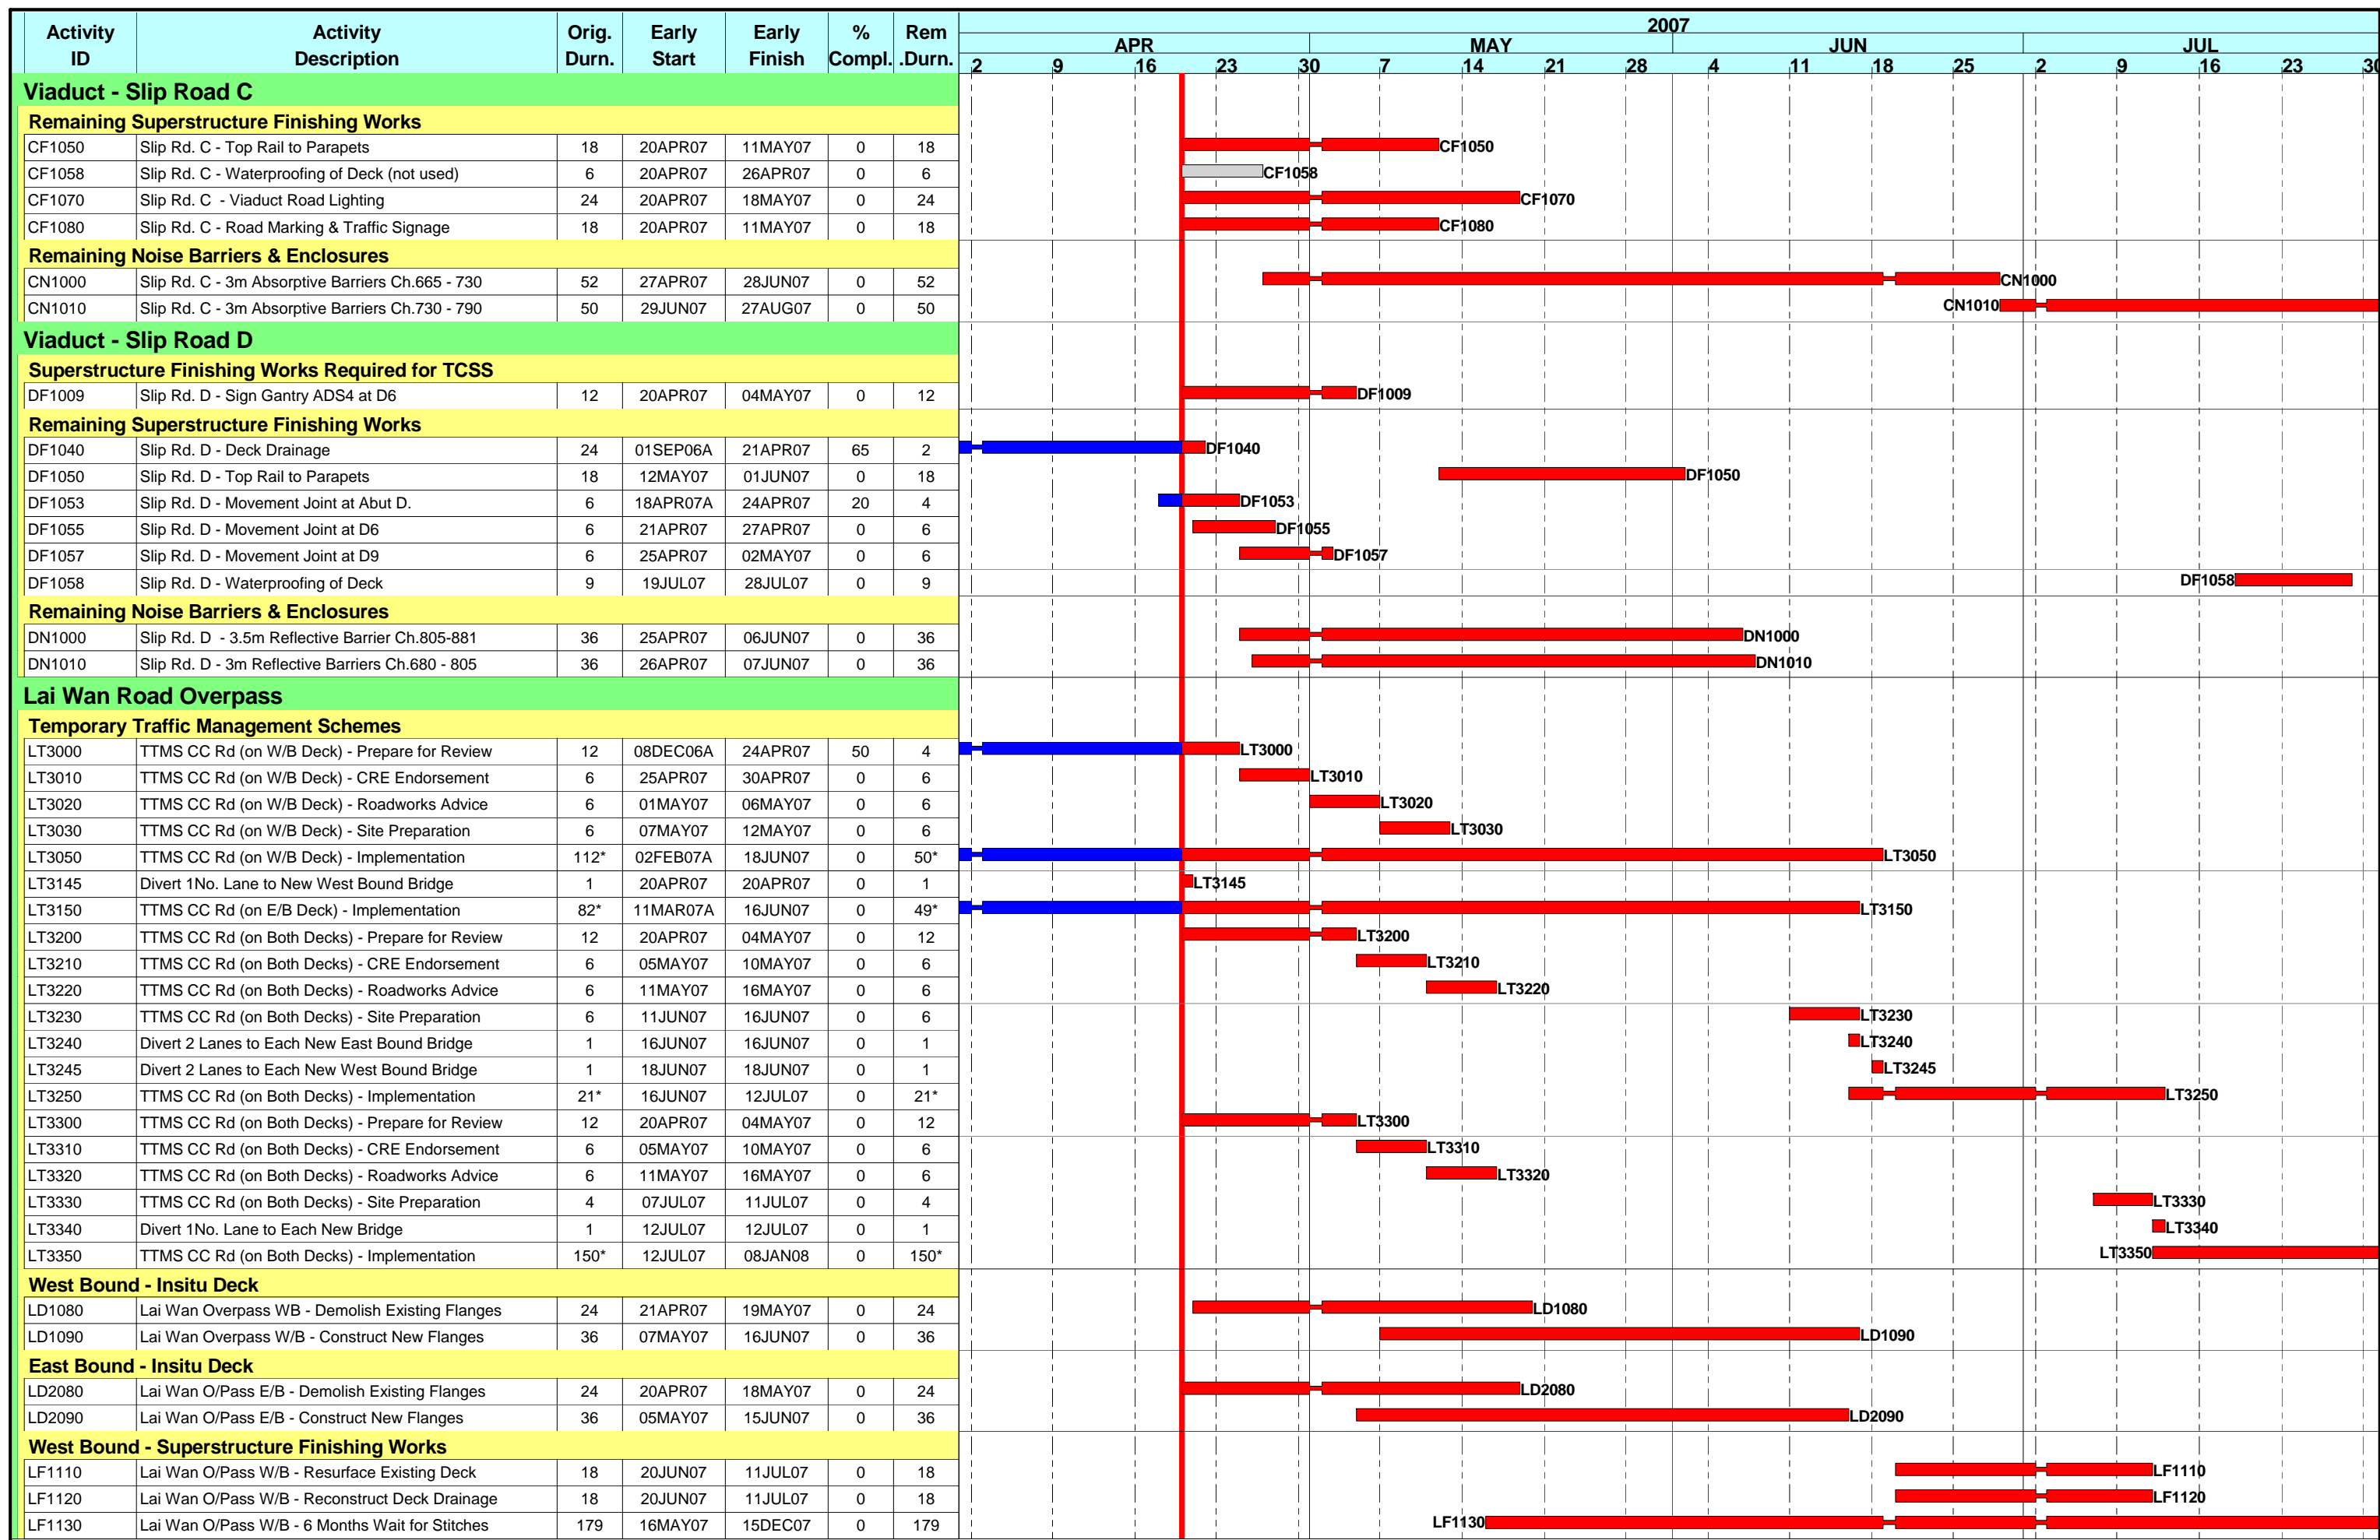 2007
Activity Activity Orig. Early Early % Rem APR MAY JUN JUL
ID Description Durn. Start Finish Compl. .Durn. 2 9 16 23 30 7 14 21 28 4 11 18 25 2 9 16 23 30
Viaduct - Slip Road C
Remaining Superstructure Finishing Works
CF1050 Slip Rd. C - Top Rail to Parapets 18 20APR07 11MAY07 0 18 CF1050
CF1058 Slip Rd. C - Waterproofing of Deck (not used) 6 20APR07 26APR07 0 6 CF1058
CF1070 Slip Rd. C - Viaduct Road Lighting 24 20APR07 18MAY07 0 24 CF1070
CF1080 Slip Rd. C - Road Marking & Traffic Signage 18 20APR07 11MAY07 0 18 CF1080
Remaining Noise Barriers & Enclosures
CN1000 Slip Rd. C - 3m Absorptive Barriers Ch.665 - 730 52 27APR07 28JUN07 0 52 CN1000
CN1010 Slip Rd. C - 3m Absorptive Barriers Ch.730 - 790 50 29JUN07 27AUG07 0 50 CN1010
Viaduct - Slip Road D
Superstructure Finishing Works Required for TCSS
DF1009 Slip Rd. D - Sign Gantry ADS4 at D6 12 20APR07 04MAY07 0 12 DF1009
Remaining Superstructure Finishing Works
DF1040 Slip Rd. D - Deck Drainage 24 01SEP06A 21APR07 65 2 DF1040
DF1050 Slip Rd. D - Top Rail to Parapets 18 12MAY07 01JUN07 0 18 DF1050
DF1053 Slip Rd. D - Movement Joint at Abut D. 6 18APR07A 24APR07 20 4 DF1053
DF1055 Slip Rd. D - Movement Joint at D6 6 21APR07 27APR07 0 6 DF1055
DF1057 Slip Rd. D - Movement Joint at D9 6 25APR07 02MAY07 0 6 DF1057
DF1058 Slip Rd. D - Waterproofing of Deck 9 19JUL07 28JUL07 0 9 DF1058
Remaining Noise Barriers & Enclosures
DN1000 Slip Rd. D - 3.5m Reflective Barrier Ch.805-881 36 25APR07 06JUN07 0 36 DN1000
DN1010 Slip Rd. D - 3m Reflective Barriers Ch.680 - 805 36 26APR07 07JUN07 0 36 DN1010
Lai Wan Road Overpass
Temporary Traffic Management Schemes
LT3000 TTMS CC Rd (on W/B Deck) - Prepare for Review 12 08DEC06A 24APR07 50 4 LT3000
LT3010 TTMS CC Rd (on W/B Deck) - CRE Endorsement 6 25APR07 30APR07 0 6 LT3010
LT3020 TTMS CC Rd (on W/B Deck) - Roadworks Advice 6 01MAY07 06MAY07 0 6 LT3020
LT3030 TTMS CC Rd (on W/B Deck) - Site Preparation 6 07MAY07 12MAY07 0 6 LT3030
LT3050 TTMS CC Rd (on W/B Deck) - Implementation 112* 02FEB07A 18JUN07 0 50* LT3050
LT3145 Divert 1No. Lane to New West Bound Bridge 1 20APR07 20APR07 0 1 LT3145
LT3150 TTMS CC Rd (on E/B Deck) - Implementation 82* 11MAR07A 16JUN07 0 49* LT3150
LT3200 TTMS CC Rd (on Both Decks) - Prepare for Review 12 20APR07 04MAY07 0 12 LT3200
LT3210 TTMS CC Rd (on Both Decks) - CRE Endorsement 6 05MAY07 10MAY07 0 6 LT3210
LT3220 TTMS CC Rd (on Both Decks) - Roadworks Advice 6 11MAY07 16MAY07 0 6 LT3220
LT3230 TTMS CC Rd (on Both Decks) - Site Preparation 6 11JUN07 16JUN07 0 6 LT3230
LT3240 Divert 2 Lanes to Each New East Bound Bridge 1 16JUN07 16JUN07 0 1 LT3240
LT3245 Divert 2 Lanes to Each New West Bound Bridge 1 18JUN07 18JUN07 0 1 LT3245
LT3250 TTMS CC Rd (on Both Decks) - Implementation 21* 16JUN07 12JUL07 0 21* LT3250
LT3300 TTMS CC Rd (on Both Decks) - Prepare for Review 12 20APR07 04MAY07 0 12 LT3300
LT3310 TTMS CC Rd (on Both Decks) - CRE Endorsement 6 05MAY07 10MAY07 0 6 LT3310
LT3320 TTMS CC Rd (on Both Decks) - Roadworks Advice 6 11MAY07 16MAY07 0 6 LT3320
LT3330 TTMS CC Rd (on Both Decks) - Site Preparation 4 07JUL07 11JUL07 0 4 LT3330
LT3340 Divert 1No. Lane to Each New Bridge 1 12JUL07 12JUL07 0 1 LT3340
LT3350 TTMS CC Rd (on Both Decks) - Implementation 150* 12JUL07 08JAN08 0 150* LT3350
West Bound - Insitu Deck
LD1080 Lai Wan Overpass WB - Demolish Existing Flanges 24 21APR07 19MAY07 0 24 LD1080
LD1090 Lai Wan Overpass W/B - Construct New Flanges 36 07MAY07 16JUN07 0 36 LD1090
East Bound - Insitu Deck
LD2080 Lai Wan O/Pass E/B - Demolish Existing Flanges 24 20APR07 18MAY07 0 24 LD2080
LD2090 Lai Wan O/Pass E/B - Construct New Flanges 36 05MAY07 15JUN07 0 36 LD2090
West Bound - Superstructure Finishing Works
LF1110 Lai Wan O/Pass W/B - Resurface Existing Deck 18 20JUN07 11JUL07 0 18 LF1110
LF1120 Lai Wan O/Pass W/B - Reconstruct Deck Drainage 18 20JUN07 11JUL07 0 18 LF1120
LF1130 Lai Wan O/Pass W/B - 6 Months Wait for Stitches 179 16MAY07 15DEC07 0 179 LF1130